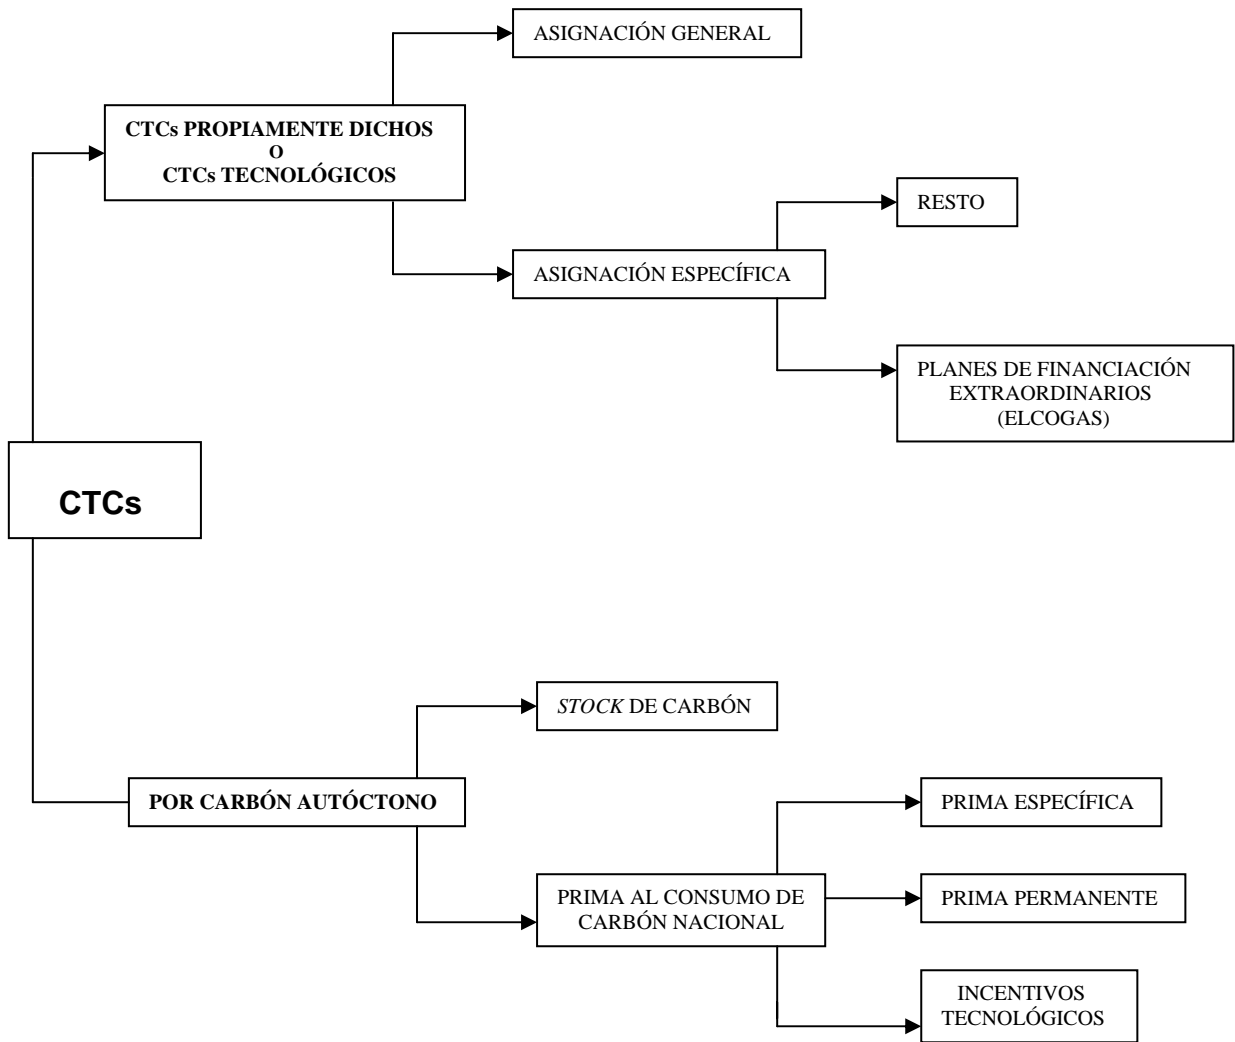 ASIGNACIÓN GENERAL
CTCs PROPIAMENTE DICHOS
O
CTCs TECNOLÓGICOS
RESTO
ASIGNACIÓN ESPECÍFICA
PLANES DE FINANCIACIÓN
EXTRAORDINARIOS
(ELCOGAS)
CTCs
STOCK DE CARBÓN
POR CARBÓN AUTÓCTONO
PRIMA ESPECÍFICA
PRIMA AL CONSUMO DE
CARBÓN NACIONAL
PRIMA PERMANENTE
INCENTIVOS
TECNOLÓGICOS